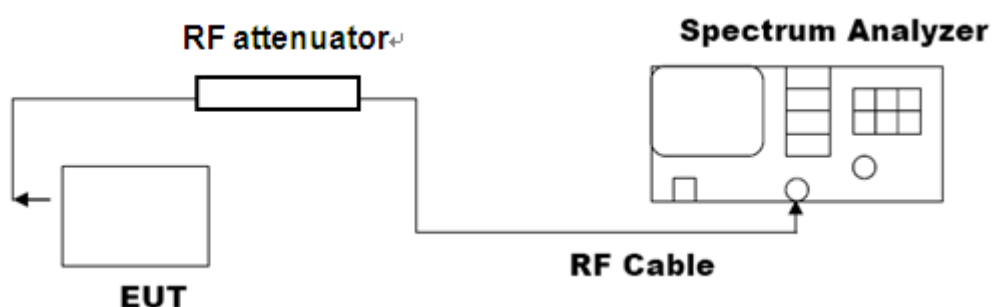 RF attenuator↵
Spectrum Analyzer
RF Cable
EUT